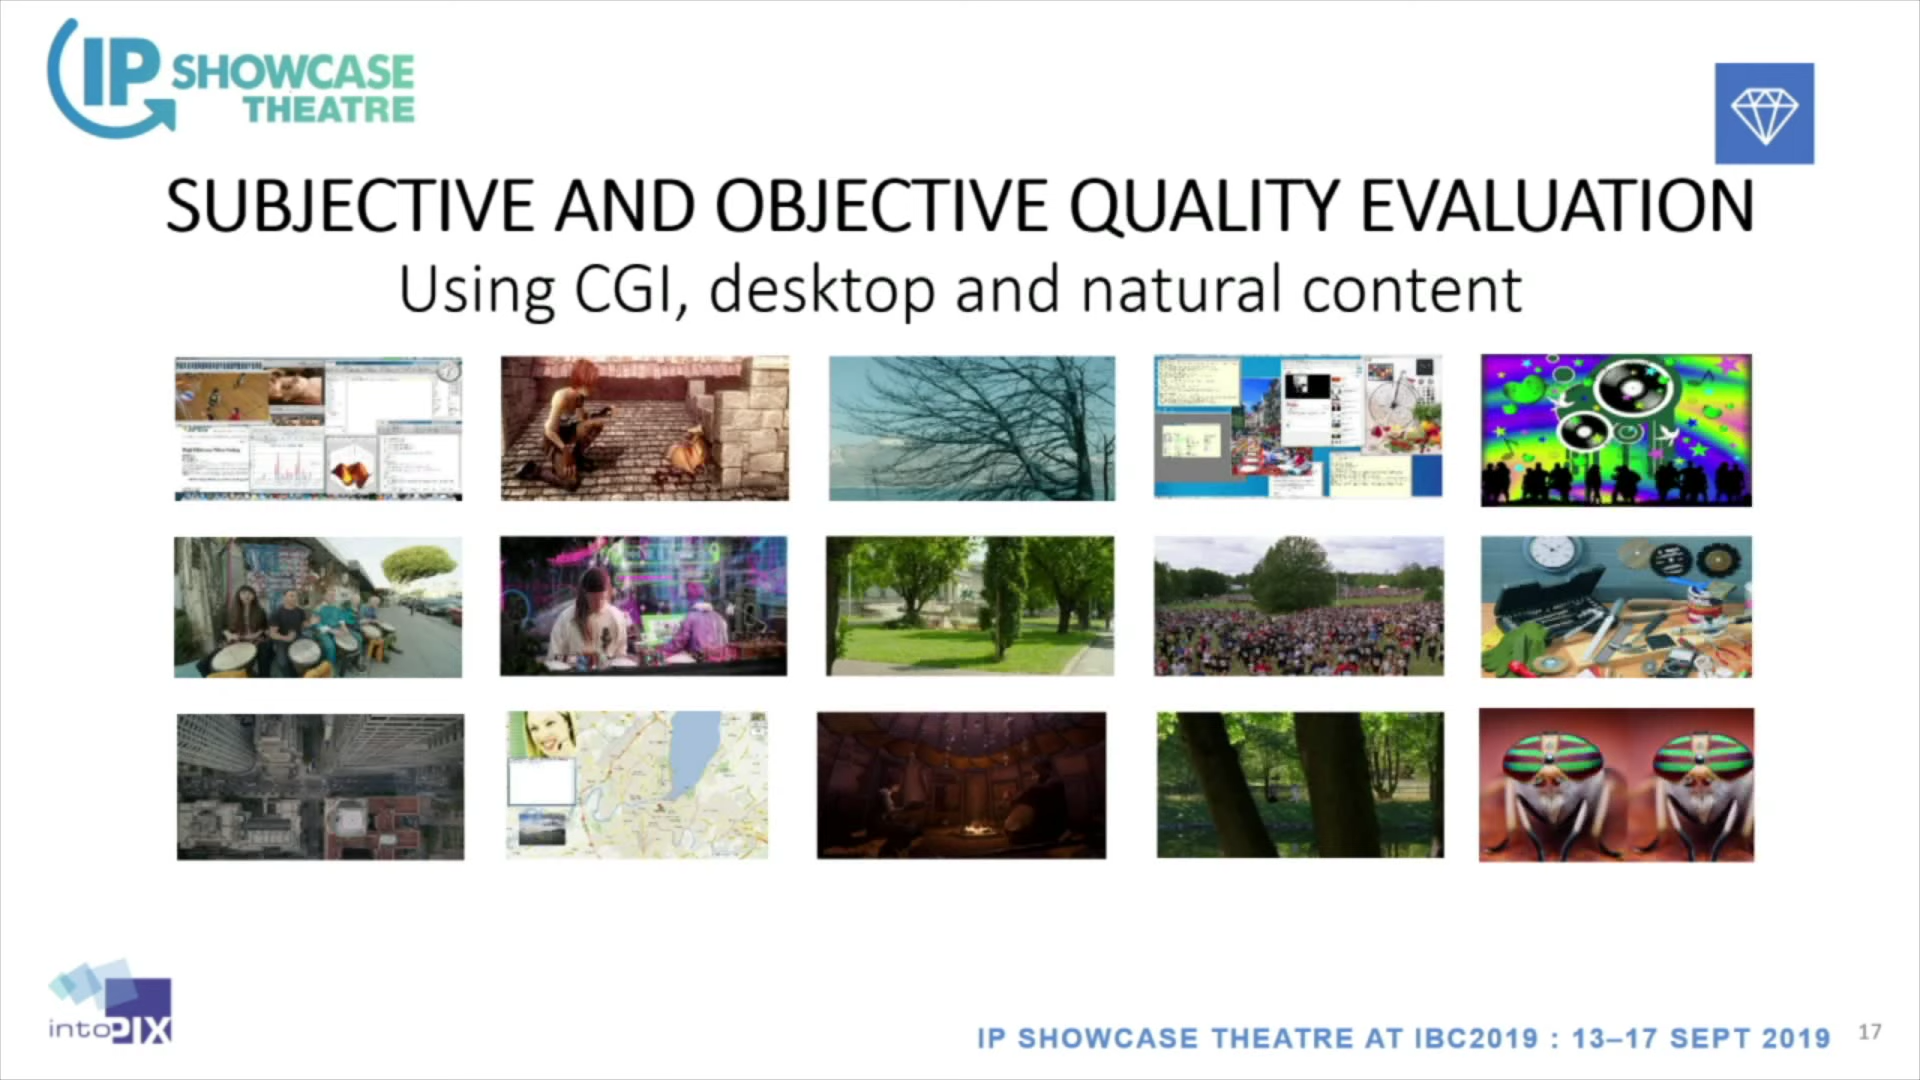 IP SHOWCASE
THEATRE
SUBJECTIVE AND OBJECTIVE QUALITY EVALUATION
Using CGI, desktop and natural content
intoPIX
IP SHOWCASE THEATRE AT IBC2019 : 13–17 SEPT 2019
17